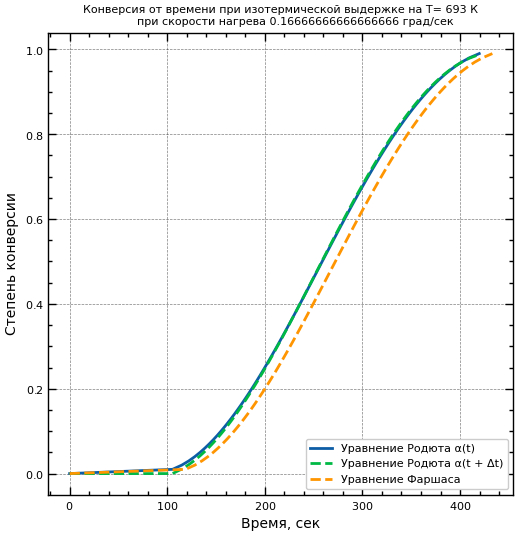 Конверсия от времени при изотермической выдержке на T= 693 К
при скорости нагрева 0.16666666666666666 град/сек
1.0
0.8
0.6
0.4
0.2
0.0
Степень конверсии
0
100
200
300
400
Время, сек
Уравнение Родюта α(t)
Уравнение Родюта α(t + Δt)
Уравнение Фаршаса